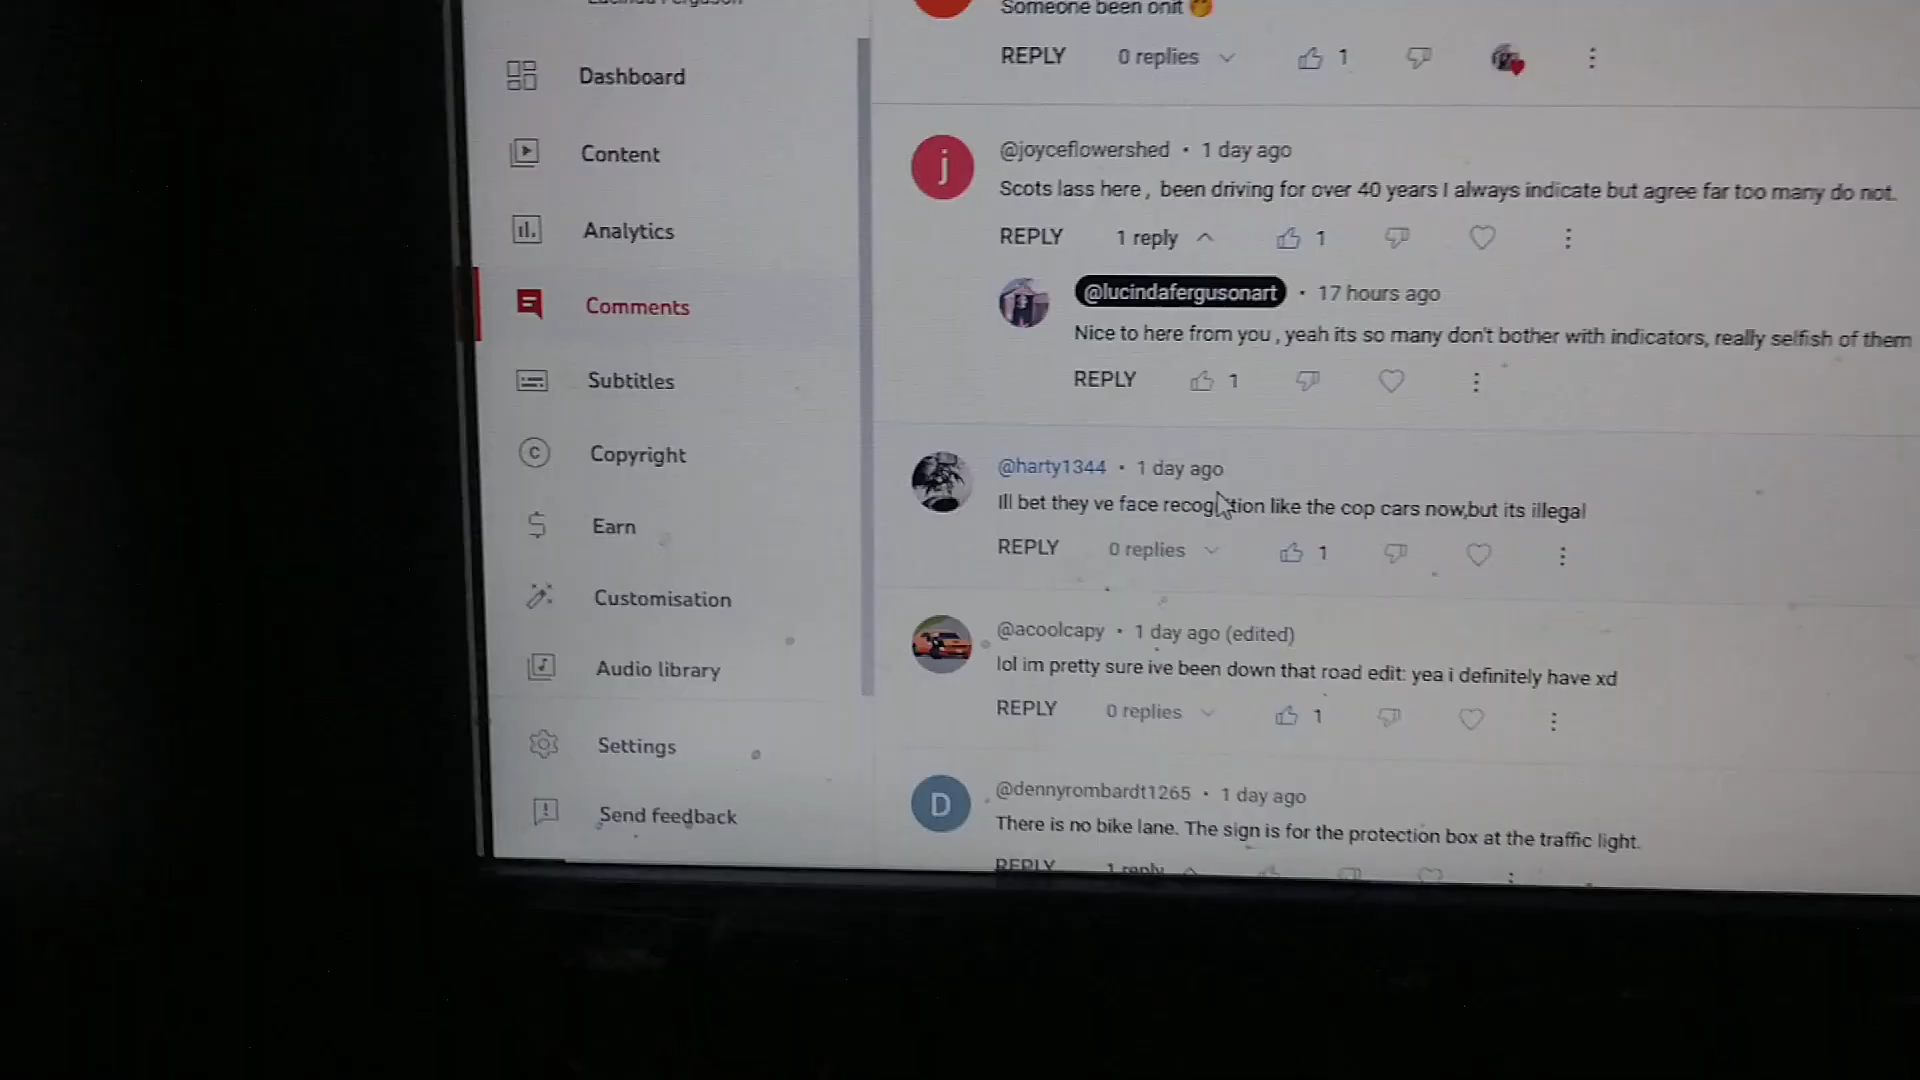 Someone been onit
REPLY 0 replies 1
Dashboard
Content
Analytics
Comments
Subtitles
Copyright
Earn
Customisation
Audio library
Settings
Send feedback
j
@joyceflowershed • 1 day ago
Scots lass here , been driving for over 40 years I always indicate but agree far too many do not.
REPLY 1 reply 1
@lucindafergusonart • 17 hours ago
Nice to here from you , yeah its so many don't bother with indicators, really selfish of them
REPLY 1
@harty1344 • 1 day ago
Ill bet they ve face recognition like the cop cars now,but its illegal
REPLY 0 replies 1
@acoolcapy • 1 day ago (edited)
lol im pretty sure ive been down that road edit: yea i definitely have xd
REPLY 0 replies 1
D
@dennyrombardt1265 • 1 day ago
There is no bike lane. The sign is for the protection box at the traffic light.
REPLY 1 reply